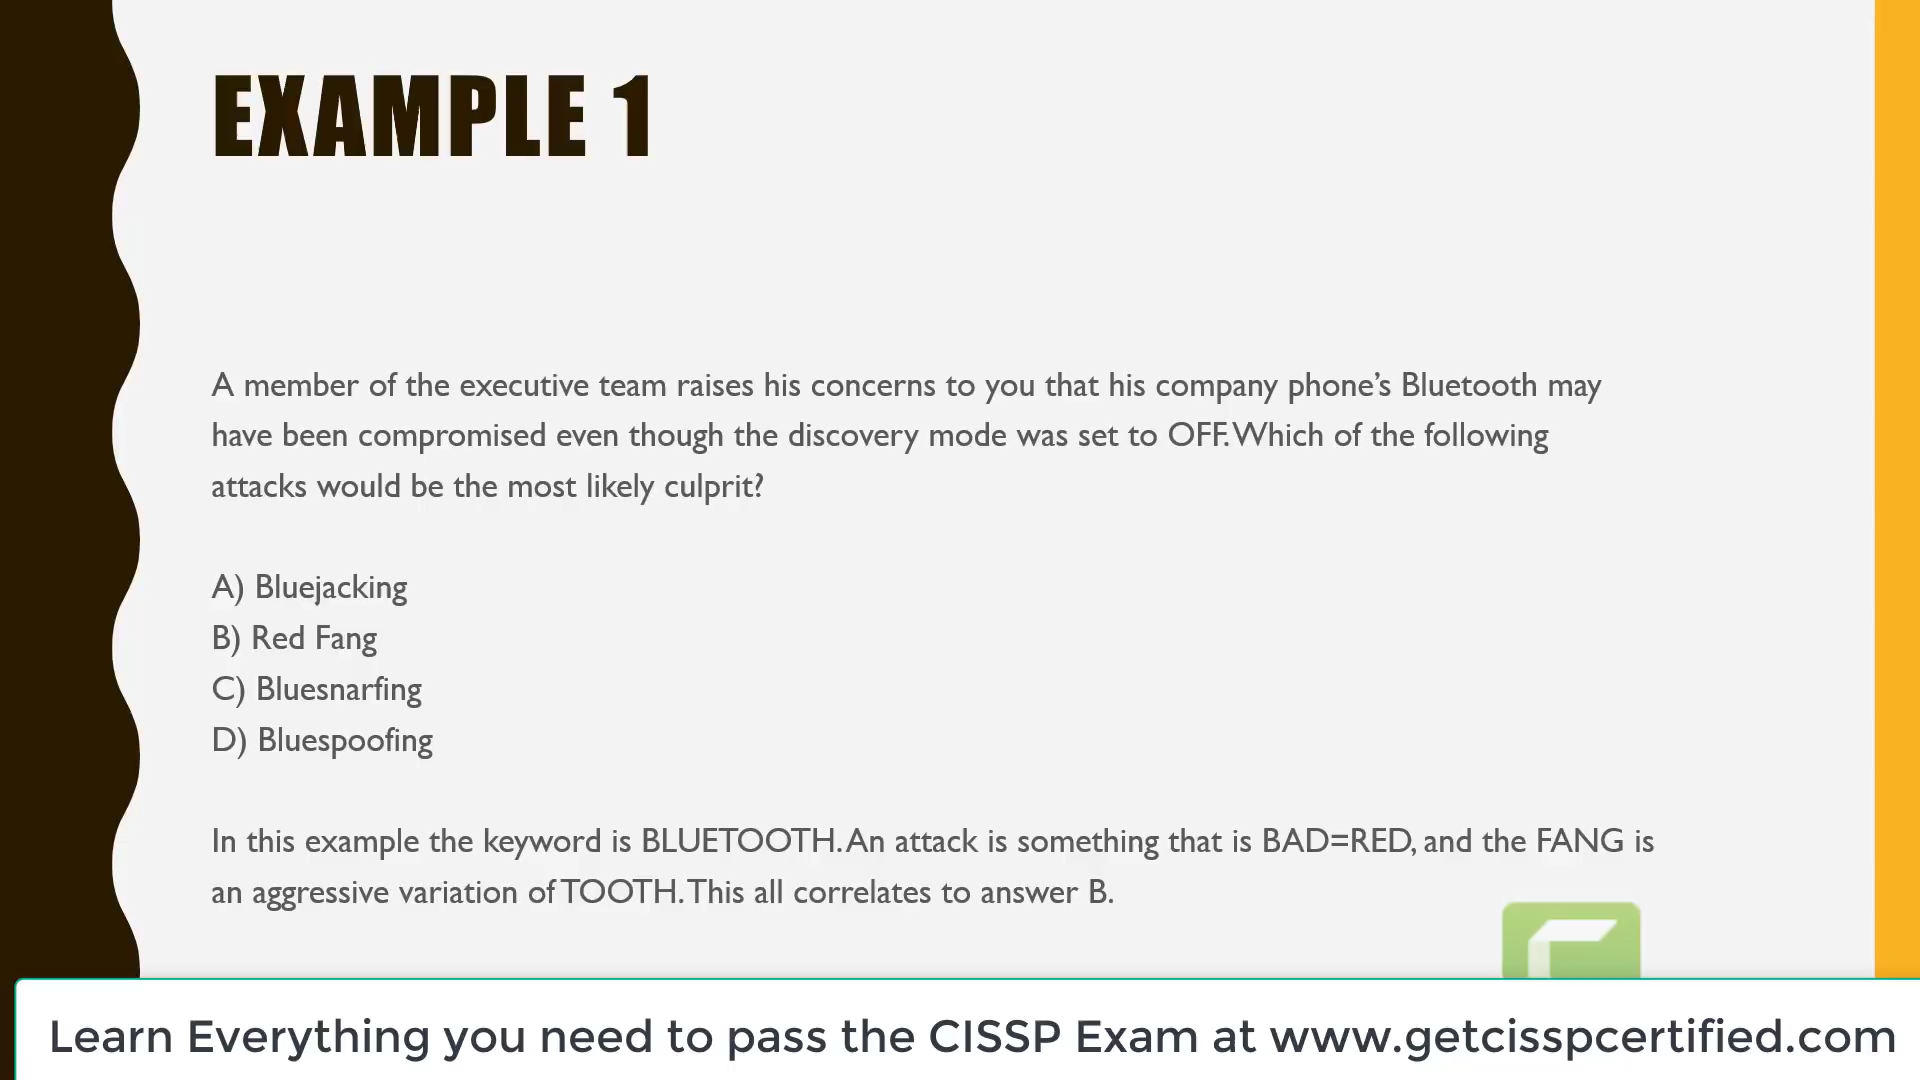 EXAMPLE 1
A member of the executive team raises his concerns to you that his company phone’s Bluetooth may
have been compromised even though the discovery mode was set to OFF. Which of the following
attacks would be the most likely culprit?
A) Bluejacking
B) Red Fang
C) Bluesnarfing
D) Bluespoofing
In this example the keyword is BLUETOOTH. An attack is something that is BAD=RED, and the FANG is
an aggressive variation of TOOTH. This all correlates to answer B.
Learn Everything you need to pass the CISSP Exam at www.getcisspcertified.com